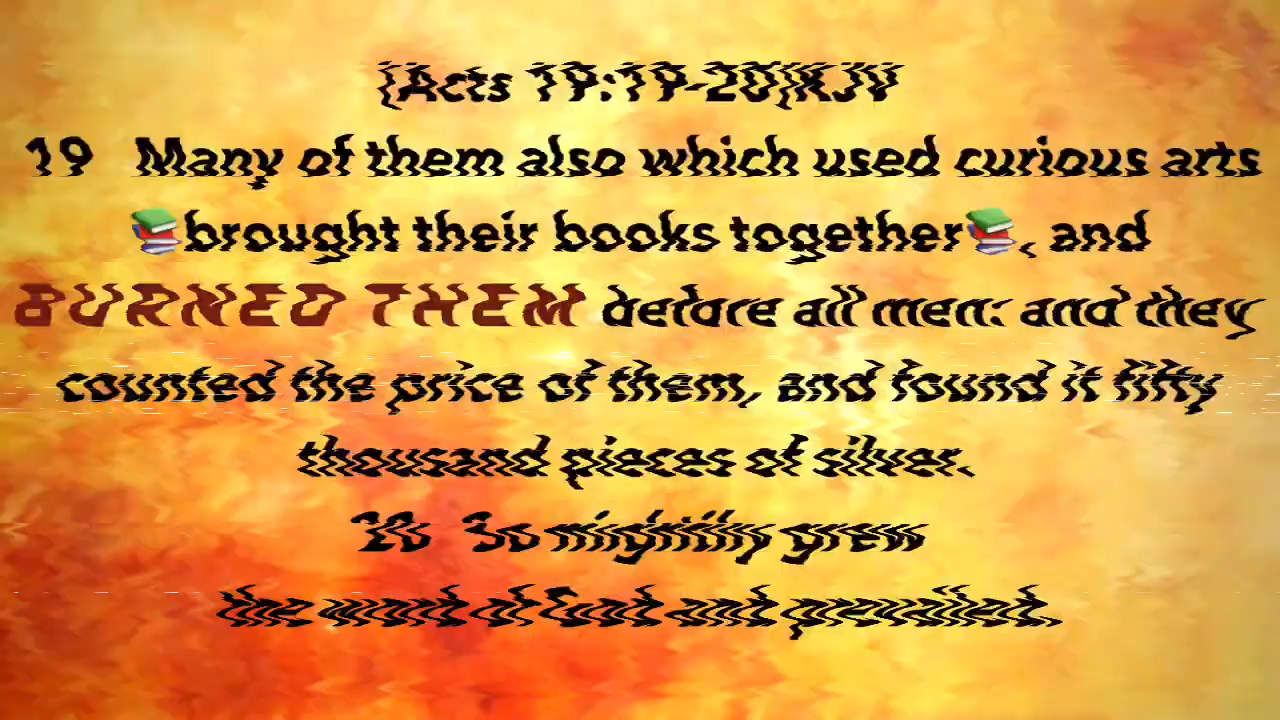 [Acts 19:19-20]KJV
19 Many of them also which used curious arts
📚brought their books together📚, and
BURNED THEM before all men: and they
counted the price of them, and found it fifty
thousand pieces of silver.
20 So mightily grew
the word of God and prevailed.